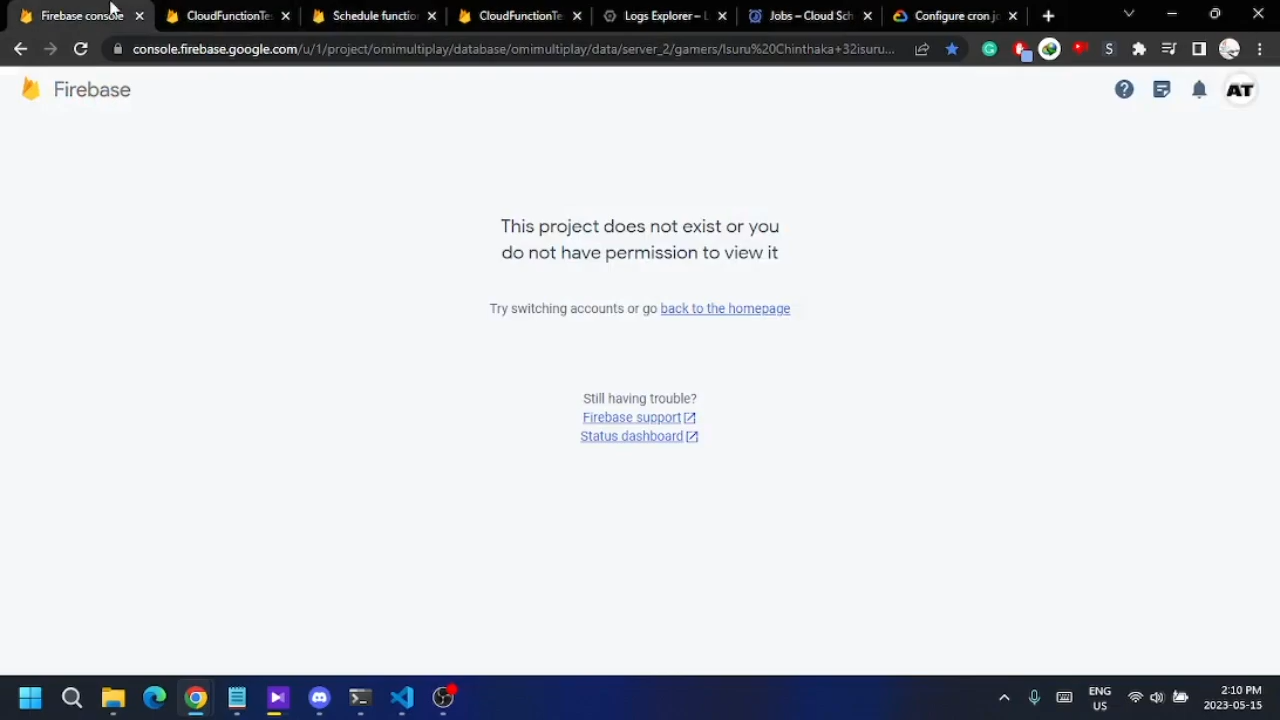 Firebase console
CloudFunctionTes
Schedule function
CloudFunctionTes
Logs Explorer – L
Jobs – Cloud Sch
Configure cron jo
console.firebase.google.com/u/1/project/omimultiplay/database/omimultiplay/data/server_2/gamers/Isuru%20Chinthaka+32isuru...
S
Firebase
AT
This project does not exist or you
do not have permission to view it
Try switching accounts or go back to the homepage
Still having trouble?
Firebase support
Status dashboard
ENG
US
2:10 PM
2023-05-15